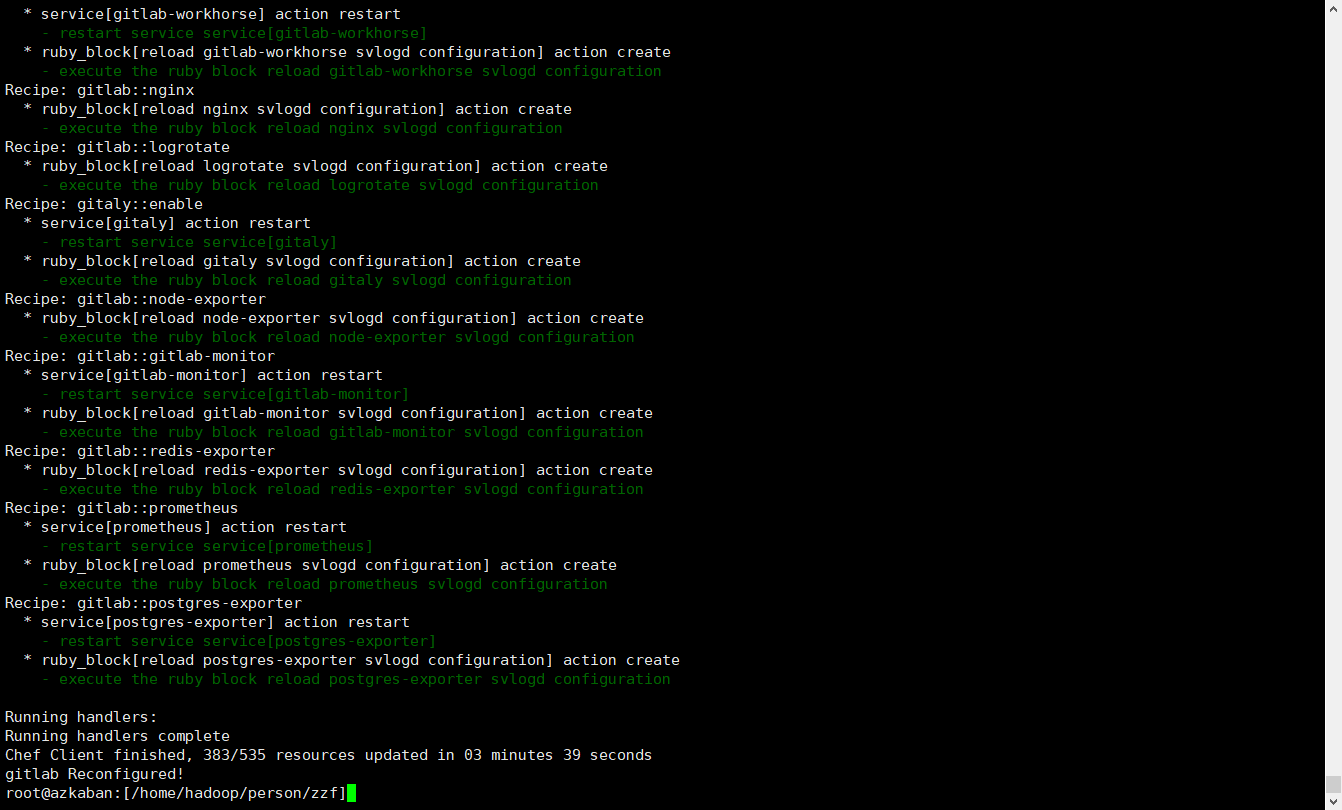 * service[gitlab-workhorse] action restart
    - restart service service[gitlab-workhorse]
  * ruby_block[reload gitlab-workhorse svlogd configuration] action create
    - execute the ruby block reload gitlab-workhorse svlogd configuration
Recipe: gitlab::nginx
  * ruby_block[reload nginx svlogd configuration] action create
    - execute the ruby block reload nginx svlogd configuration
Recipe: gitlab::logrotate
  * ruby_block[reload logrotate svlogd configuration] action create
    - execute the ruby block reload logrotate svlogd configuration
Recipe: gitaly::enable
  * service[gitaly] action restart
    - restart service service[gitaly]
  * ruby_block[reload gitaly svlogd configuration] action create
    - execute the ruby block reload gitaly svlogd configuration
Recipe: gitlab::node-exporter
  * ruby_block[reload node-exporter svlogd configuration] action create
    - execute the ruby block reload node-exporter svlogd configuration
Recipe: gitlab::gitlab-monitor
  * service[gitlab-monitor] action restart
    - restart service service[gitlab-monitor]
  * ruby_block[reload gitlab-monitor svlogd configuration] action create
    - execute the ruby block reload gitlab-monitor svlogd configuration
Recipe: gitlab::redis-exporter
  * ruby_block[reload redis-exporter svlogd configuration] action create
    - execute the ruby block reload redis-exporter svlogd configuration
Recipe: gitlab::prometheus
  * service[prometheus] action restart
    - restart service service[prometheus]
  * ruby_block[reload prometheus svlogd configuration] action create
    - execute the ruby block reload prometheus svlogd configuration
Recipe: gitlab::postgres-exporter
  * service[postgres-exporter] action restart
    - restart service service[postgres-exporter]
  * ruby_block[reload postgres-exporter svlogd configuration] action create
    - execute the ruby block reload postgres-exporter svlogd configuration

Running handlers:
Running handlers complete
Chef Client finished, 383/535 resources updated in 03 minutes 39 seconds
gitlab Reconfigured!
root@azkaban:[/home/hadoop/person/zzf]